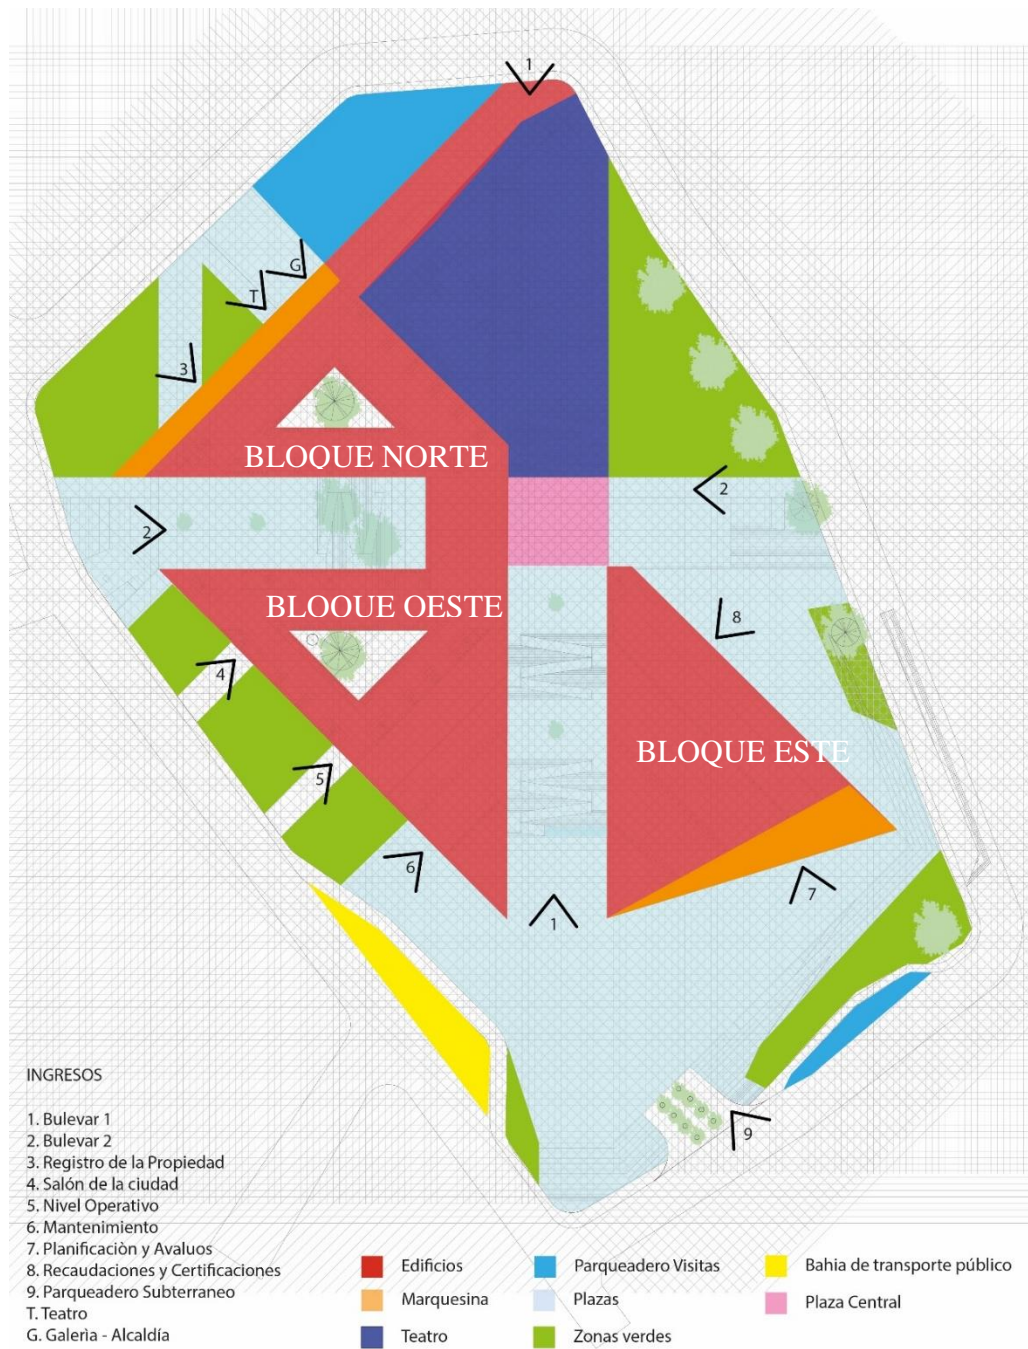 1
G
T
3
BLOQUE NORTE
2
2
BLOQUE OESTE
8
4
BLOQUE ESTE
5
6
7
1
9
INGRESOS
1. Bulevar 1
2. Bulevar 2
3. Registro de la Propiedad
4. Salón de la ciudad
5. Nivel Operativo
6. Mantenimiento
7. Planificaciòn y Avaluos
8. Recaudaciones y Certificaciones
9. Parqueadero Subterraneo
T. Teatro
G. Galerìa - Alcaldía
Edificios
Marquesina
Teatro
Parqueadero Visitas
Plazas
Zonas verdes
Bahia de transporte público
Plaza Central